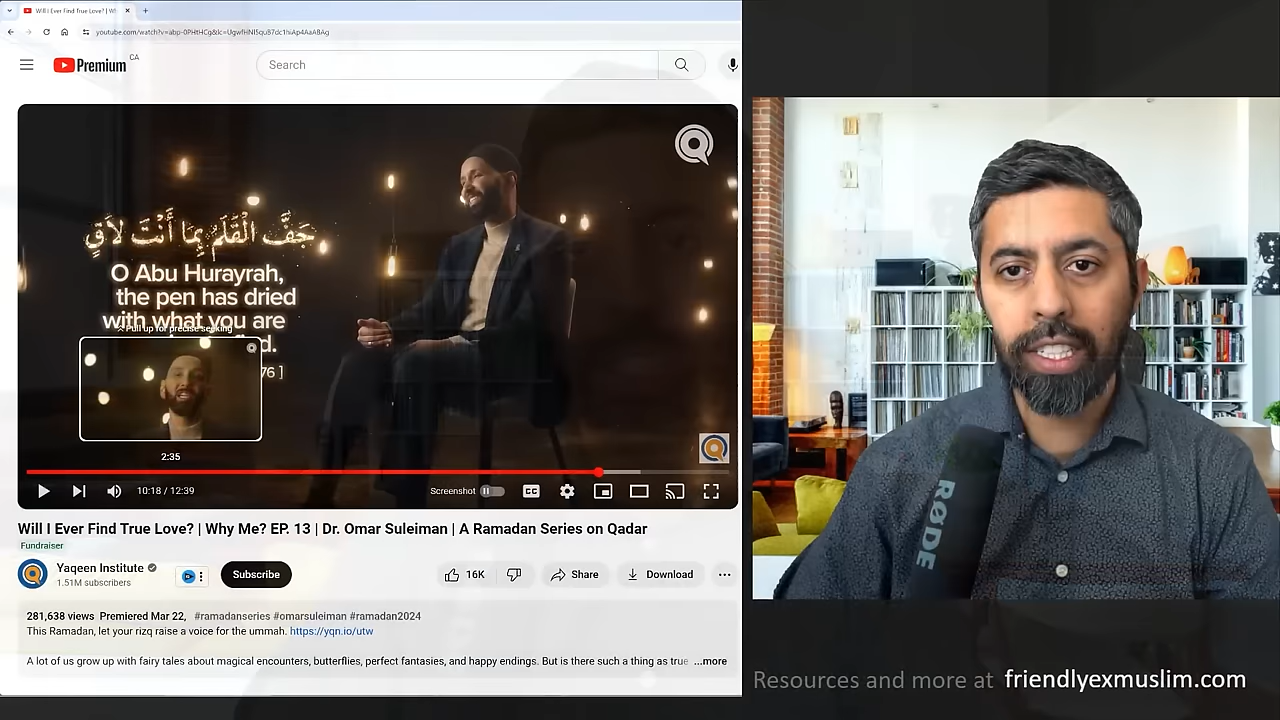 Will I Ever Find True Love? | W
youtube.com/watch?v=abp-0PHtHCg&lc=UgwfHNl5quB7dc1hiAp4AaABAg
Premium CA
Search
جَفَّ الْقَلَمُ بِمَا أَنْتَ لَاقٍ
O Abu Hurayrah,
the pen has dried
with what you are
Pull up for precise seeking
d.
76 ]
2:35
10:18 / 12:39
Screenshot
CC
Will I Ever Find True Love? | Why Me? EP. 13 | Dr. Omar Suleiman | A Ramadan Series on Qadar
Fundraiser
Yaqeen Institute
1.51M subscribers
Subscribe
16K
Share
Download
281,638 views Premiered Mar 22, #ramadanseries #omarsuleiman #ramadan2024
This Ramadan, let your rizq raise a voice for the ummah. https://yqn.io/utw
A lot of us grow up with fairy tales about magical encounters, butterflies, perfect fantasies, and happy endings. But is there such a thing as true ...more
RØDE
Resources and more at friendlyexmuslim.com